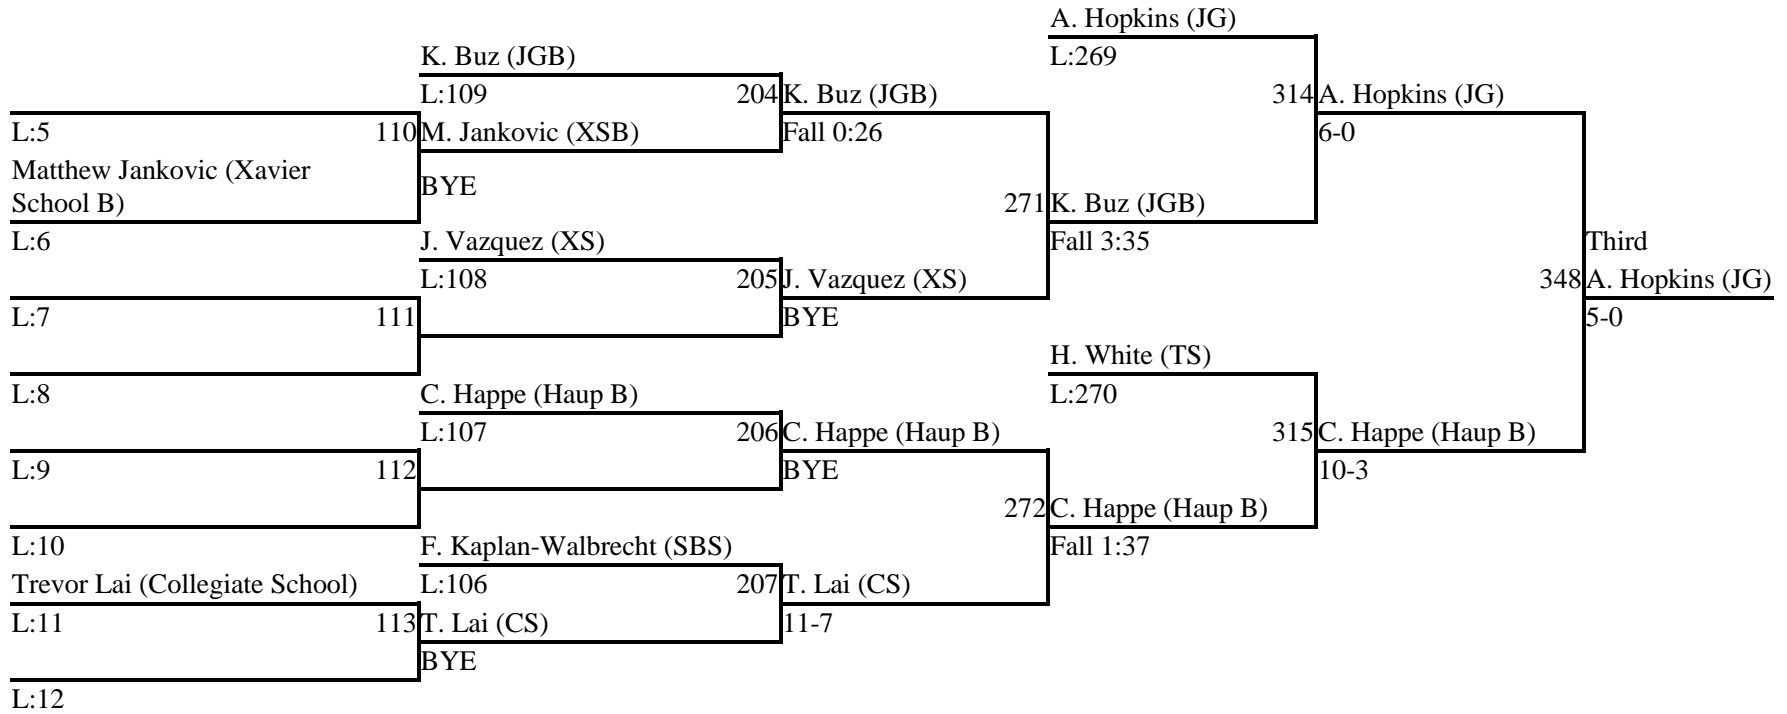 A. Hopkins (JG)
K. Buz (JGB)
L:269
L:109
204
K. Buz (JGB)
314
A. Hopkins (JG)
L:5
110
M. Jankovic (XSB)
Fall 0:26
6-0
Matthew Jankovic (Xavier
School B)
BYE
271
K. Buz (JGB)
L:6
J. Vazquez (XS)
Fall 3:35
Third
L:108
205
J. Vazquez (XS)
348
A. Hopkins (JG)
L:7
111
BYE
5-0
H. White (TS)
L:8
C. Happe (Haup B)
L:270
L:107
206
C. Happe (Haup B)
315
C. Happe (Haup B)
L:9
112
BYE
10-3
272
C. Happe (Haup B)
L:10
F. Kaplan-Walbrecht (SBS)
Fall 1:37
Trevor Lai (Collegiate School)
L:106
207
T. Lai (CS)
L:11
113
T. Lai (CS)
11-7
BYE
L:12